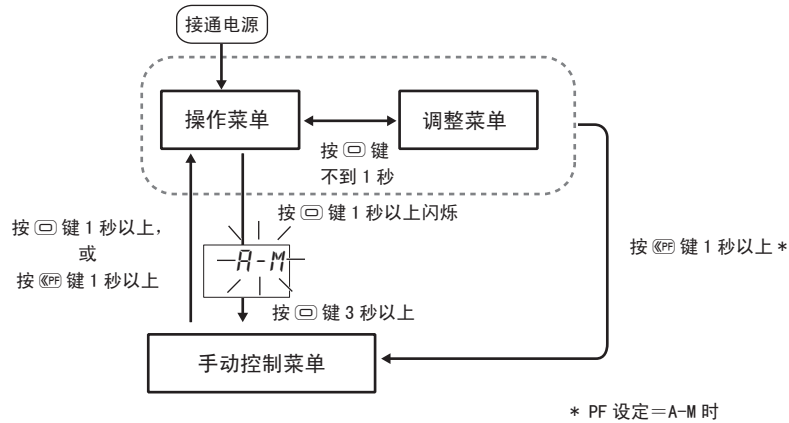 接通电源
操作菜单
调整菜单
按 键
不到 1 秒
按 键 1 秒以上闪烁
按 键 1 秒以上，
或
按 《PF 键 1 秒以上
A-M
按 《PF 键 1 秒以上*
按 键 3 秒以上
手动控制菜单
* PF 设定＝A-M 时